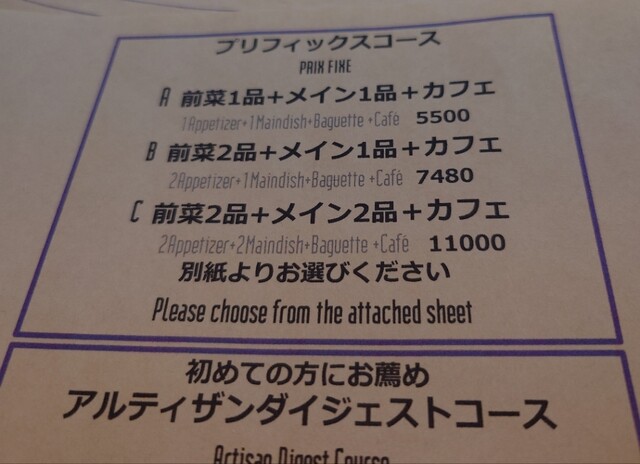 プリフィックスコース
PRIX FIXE
A 前菜1品＋メイン1品＋カフェ
1Appetizer+1Maindish+Baguette +Café 5500
B 前菜2品＋メイン1品＋カフェ
2Appetizer+1Maindish+Baguette +Café 7480
C 前菜2品＋メイン2品＋カフェ
2Appetizer+2Maindish+Baguette +Café 11000
別紙よりお選びください
Please choose from the attached sheet
初めての方にお薦め
アルティザンダイジェストコース
Artisan Digest Course